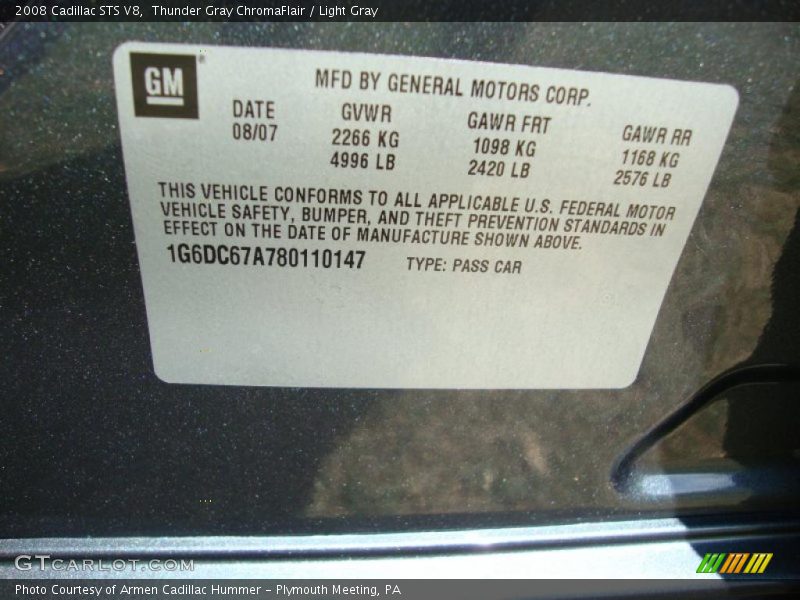 2008 Cadillac STS V8,  Thunder Gray ChromaFlair / Light Gray
GM
®
MFD BY GENERAL MOTORS CORP.
DATE GVWR GAWR FRT GAWR RR
08/07 2266 KG 1098 KG 1168 KG
4996 LB 2420 LB 2576 LB
THIS VEHICLE CONFORMS TO ALL APPLICABLE U.S. FEDERAL MOTOR
VEHICLE SAFETY, BUMPER, AND THEFT PREVENTION STANDARDS IN
EFFECT ON THE DATE OF MANUFACTURE SHOWN ABOVE.
1G6DC67A780110147 TYPE: PASS CAR
GTCARLOT.COM
Photo Courtesy of Armen Cadillac Hummer – Plymouth Meeting, PA